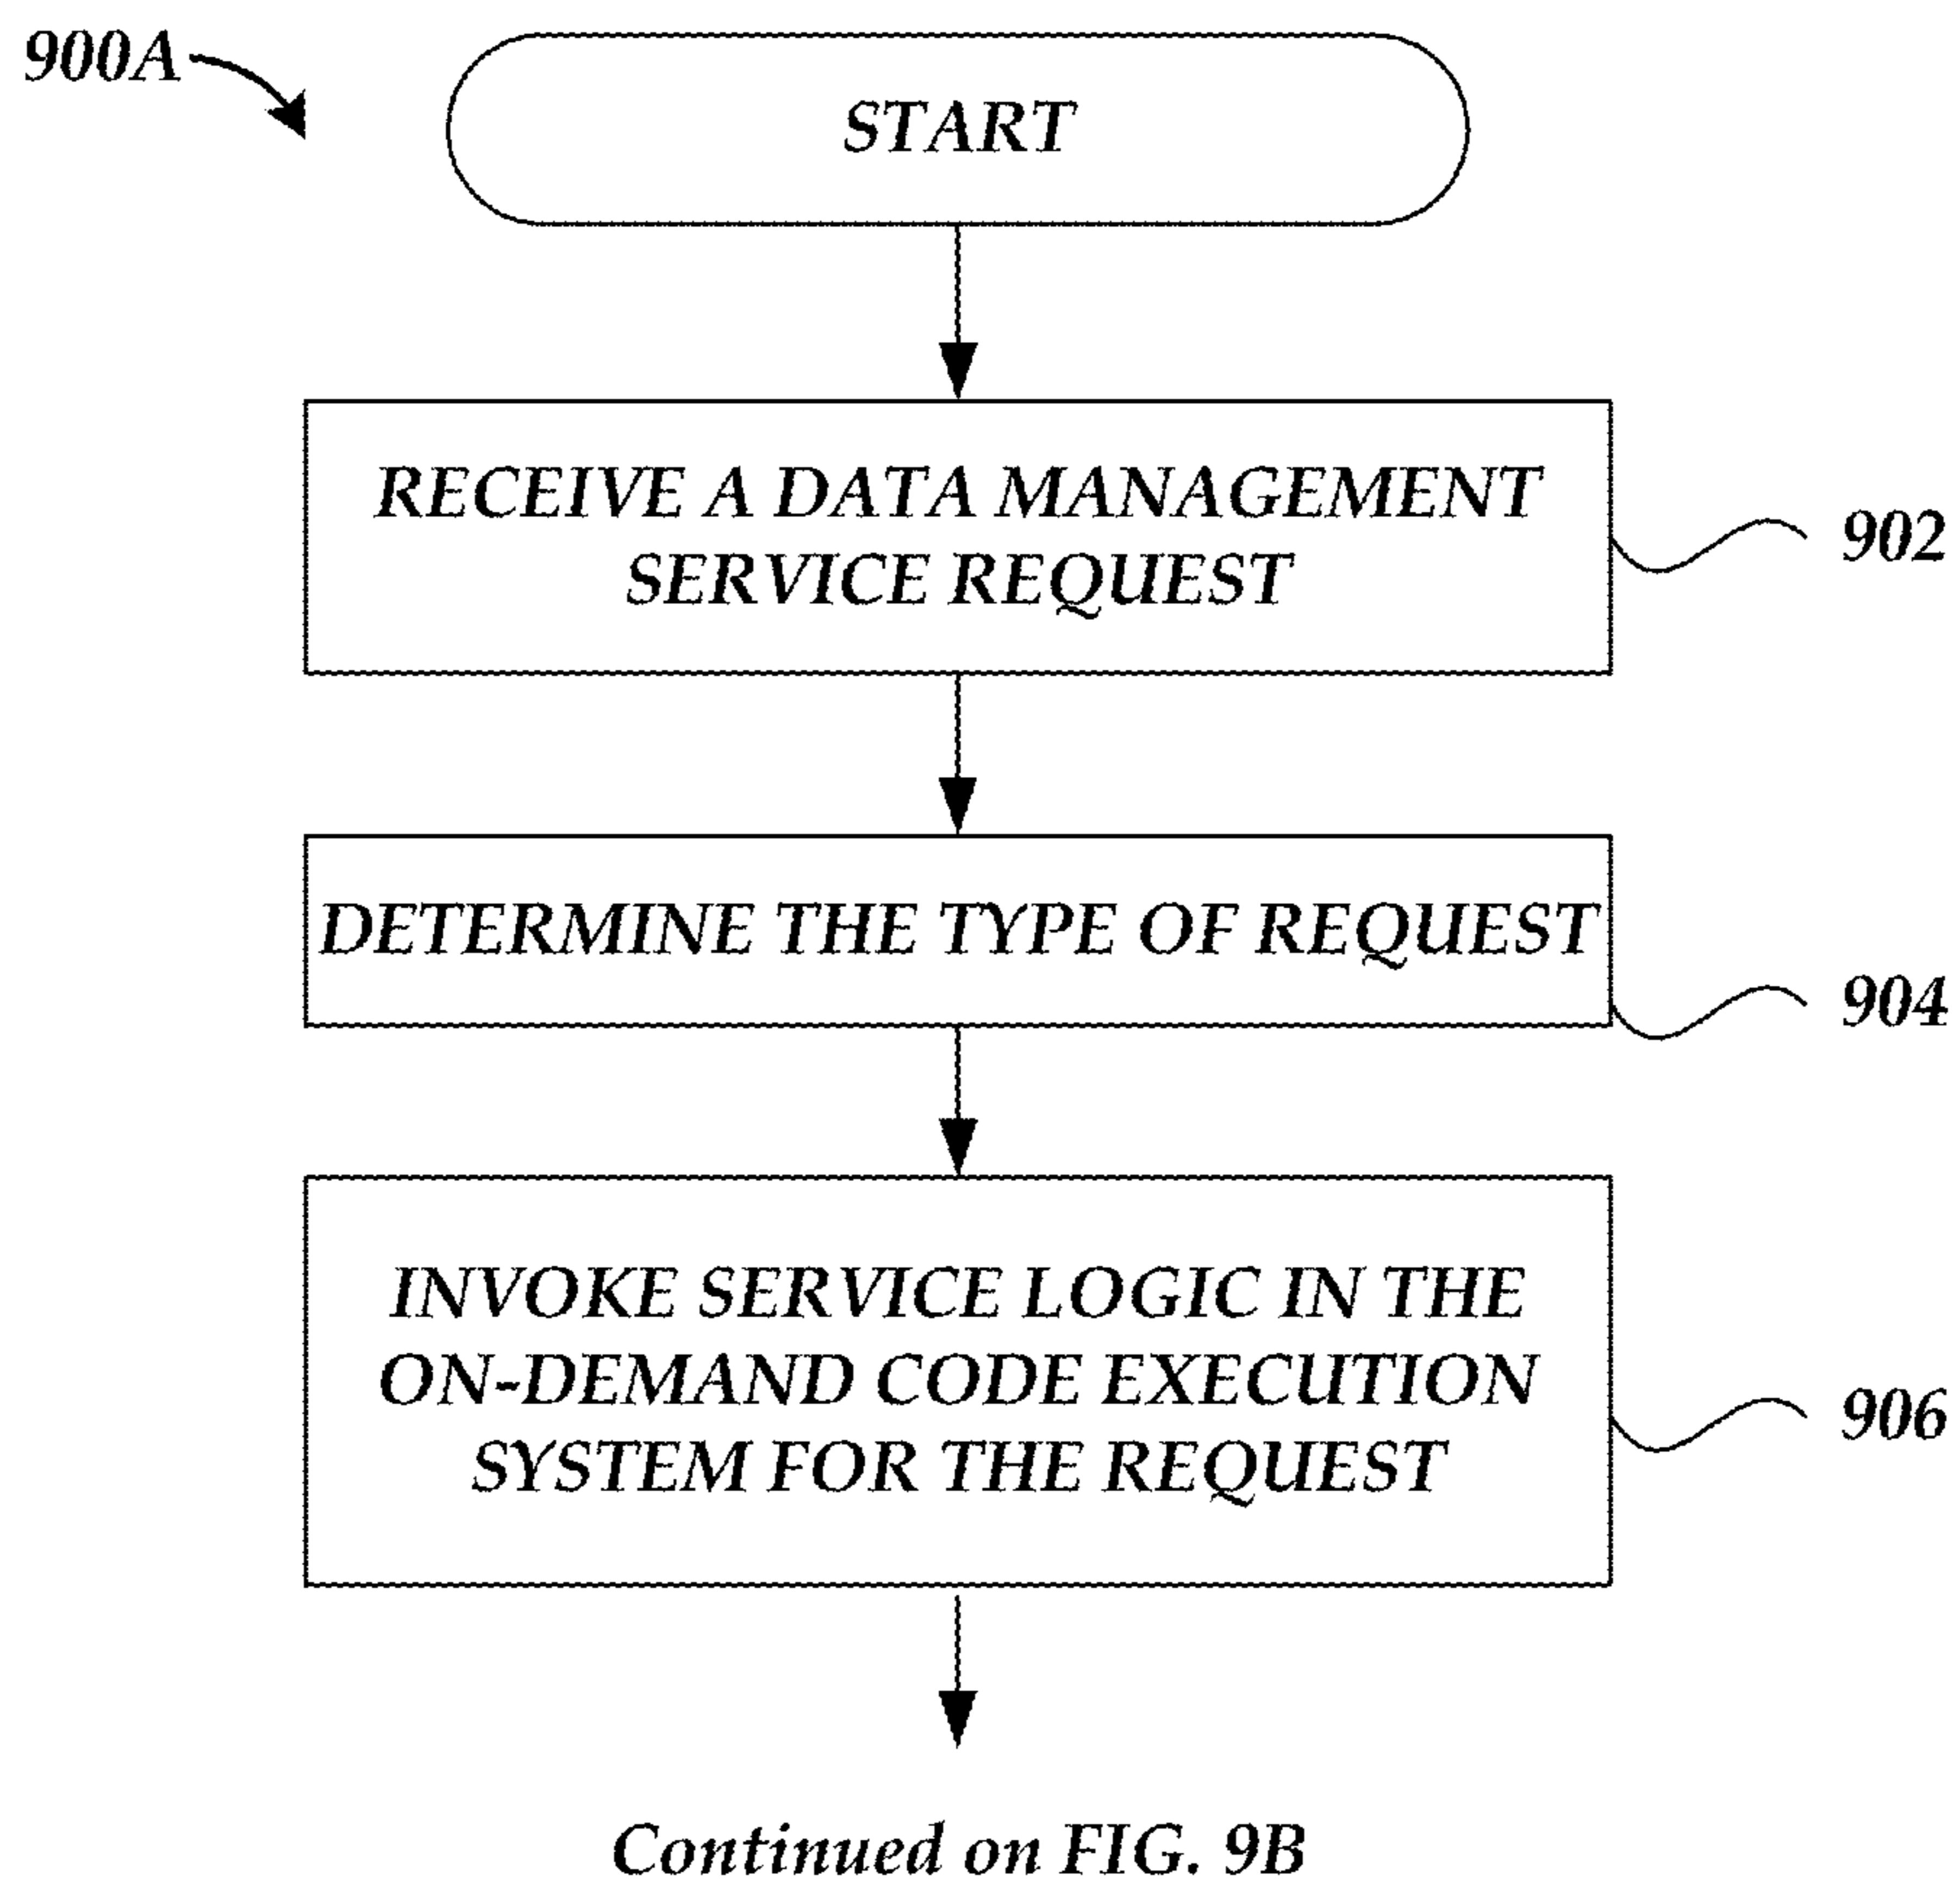 900A
START
RECEIVE A DATA MANAGEMENT
SERVICE REQUEST
902
DETERMINE THE TYPE OF REQUEST
904
INVOKE SERVICE LOGIC IN THE
ON-DEMAND CODE EXECUTION
SYSTEM FOR THE REQUEST
906
Continued on FIG. 9B